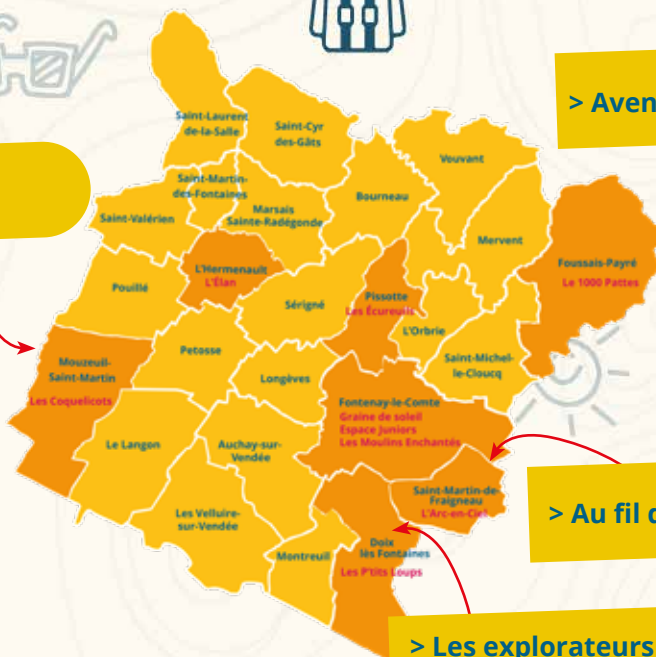 > Aven
Saint-Laurent
de-la-Salle
Saint-Cyr
des-Gâts
Vouvant
Saint-Martin-
des-Fontaines
Bourneau
Marsais
Sainte-Radégonde
Saint-Valérien
Mervent
Foussais-Payré
Le 1000 Pattes
L'Hermenault
L'Élan
Pouillé
Pissotte
Les Écureuils
Sérigné
L'Orbrie
Petosse
Saint-Michel-
le-Cloucq
Mouzeuil-
Saint-Martin
Les Coquelicots
Longèves
Fontenay-le-Comte
Graine de soleil
Espace Juniors
Les Moulins Enchantés
Le Langon
Auchay-sur-
Vendée
Saint-Martin-de-
Fraigneau
L'Arc-en-Ciel
Les Velluire-
sur-Vendée
> Au fil d
Doix
lès Fontaines
Les P'tits Loups
Montreuil
> Les explorateurs